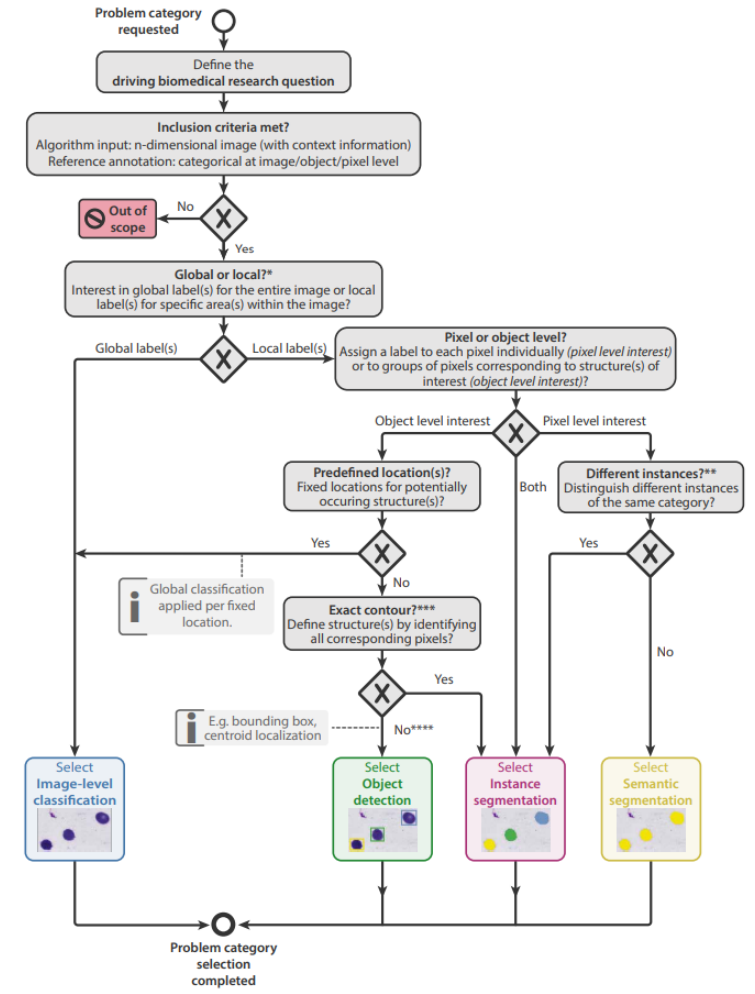 Problem category
requested
Define the
driving biomedical research question
Inclusion criteria met?
Algorithm input: n-dimensional image (with context information)
Reference annotation: categorical at image/object/pixel level
No
Out of
scope
Yes
Global or local?*
Interest in global label(s) for the entire image or local
label(s) for specific area(s) within the image?
Global label(s)
Local label(s)
Pixel or object level?
Assign a label to each pixel individually (pixel level interest)
or to groups of pixels corresponding to structure(s) of
interest (object level interest)?
Object level interest
Pixel level interest
Predefined location(s)?
Fixed locations for potentially
occuring structure(s)?
Both
Different instances?**
Distinguish different instances
of the same category?
Yes
Yes
No
Global classification
applied per fixed
location.
Exact contour?***
Define structure(s) by identifying
all corresponding pixels?
No
Yes
E.g. bounding box,
centroid localization
No****
Select
Image-level
classification
Select
Object
detection
Select
Instance
segmentation
Select
Semantic
segmentation
Problem category
selection
completed